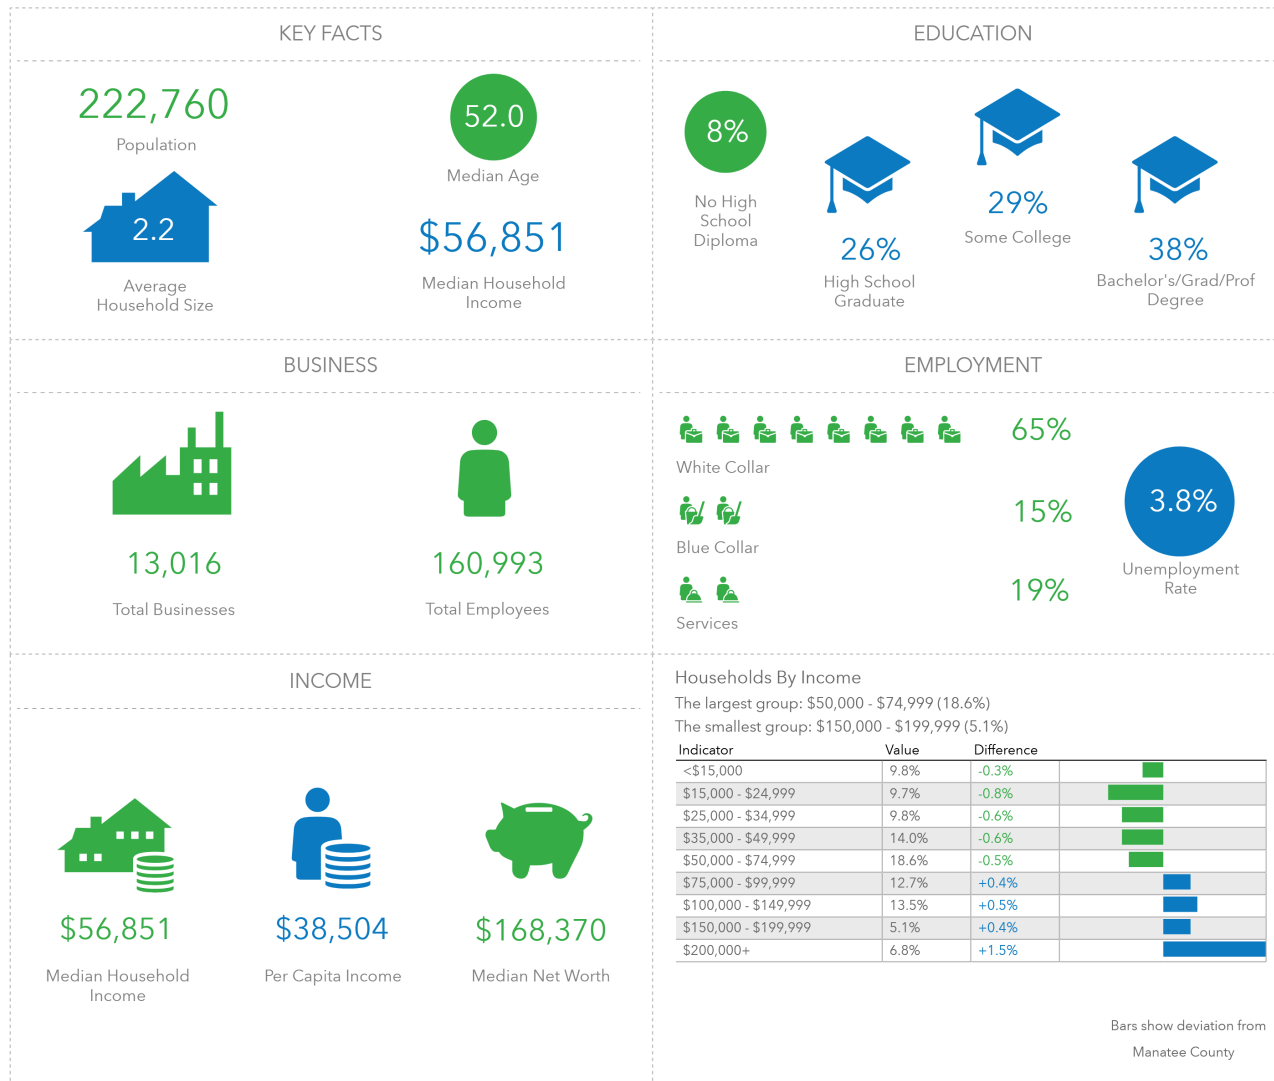 KEY FACTS
222,760
Population
52.0
Median Age
2.2
Average
Household Size
$56,851
Median Household
Income
EDUCATION
8%
No High
School
Diploma
26%
High School
Graduate
29%
Some College
38%
Bachelor's/Grad/Prof
Degree
BUSINESS
13,016
Total Businesses
160,993
Total Employees
EMPLOYMENT
65%
White Collar
15%
Blue Collar
19%
Services
3.8%
Unemployment
Rate
INCOME
$56,851
Median Household
Income
$38,504
Per Capita Income
$168,370
Median Net Worth
Households By Income
The largest group: $50,000 - $74,999 (18.6%)
The smallest group: $150,000 - $199,999 (5.1%)
Indicator Value Difference
<$15,000 9.8% -0.3%
$15,000 - $24,999 9.7% -0.8%
$25,000 - $34,999 9.8% -0.6%
$35,000 - $49,999 14.0% -0.6%
$50,000 - $74,999 18.6% -0.5%
$75,000 - $99,999 12.7% +0.4%
$100,000 - $149,999 13.5% +0.5%
$150,000 - $199,999 5.1% +0.4%
$200,000+ 6.8% +1.5%
Bars show deviation from
Manatee County